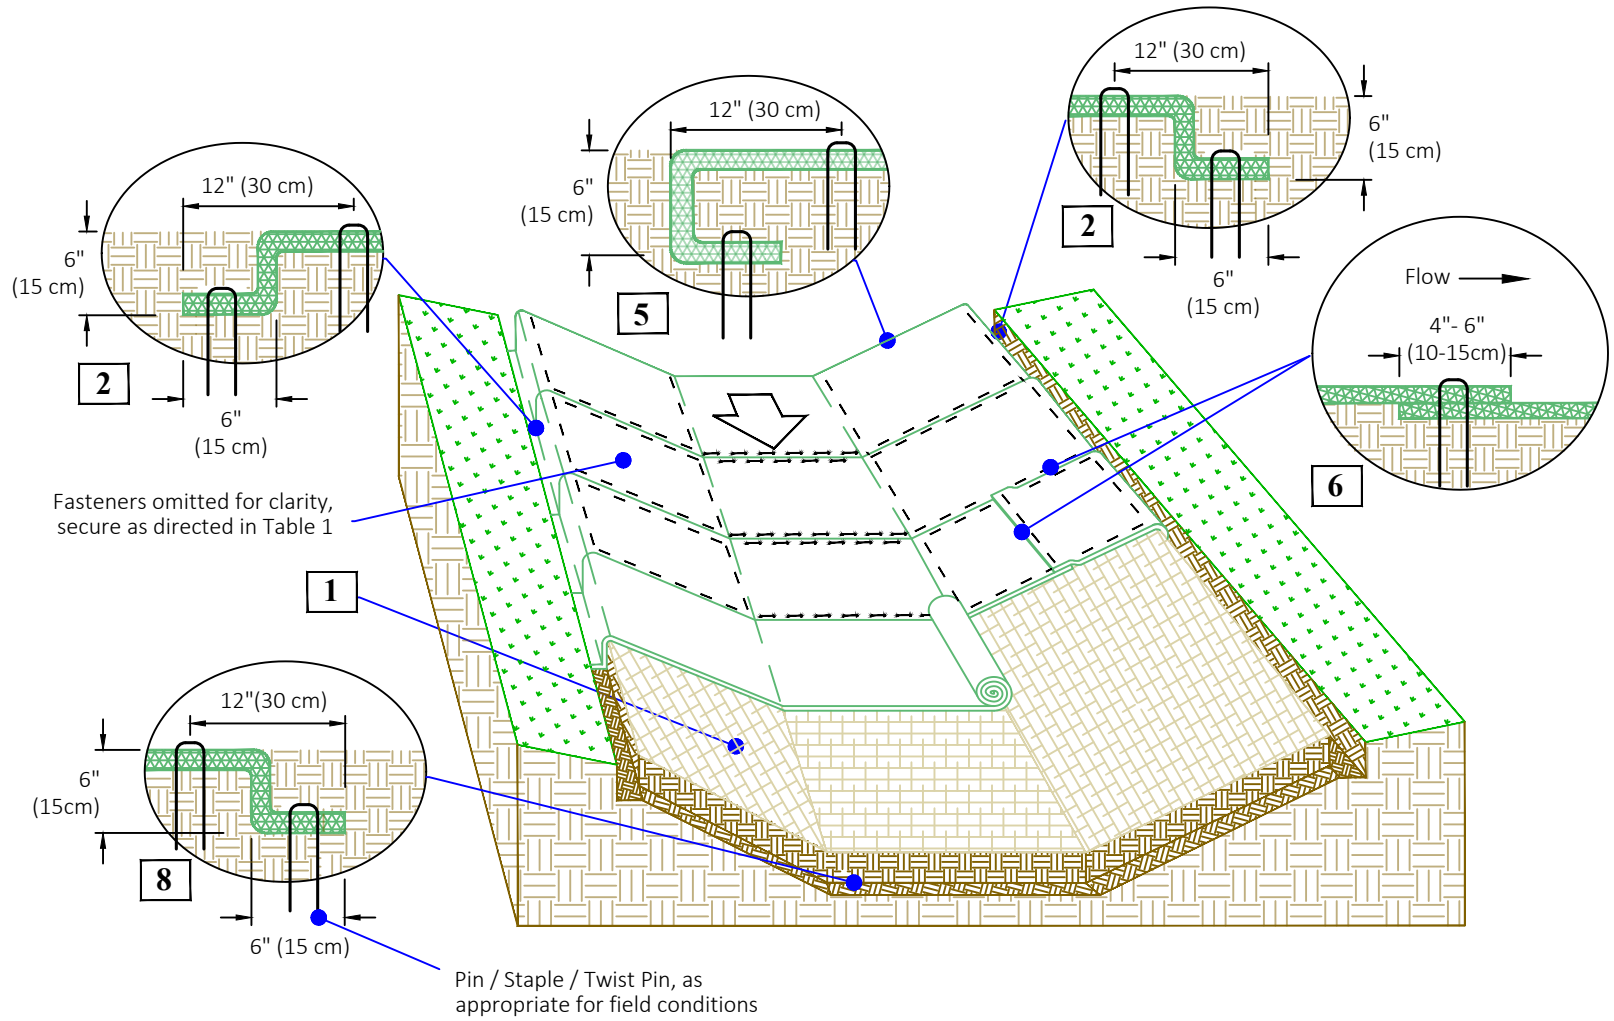 12" (30 cm)
6"
(15 cm)
2
6"
(15 cm)
12" (30 cm)
6"
(15 cm)
5
12" (30 cm)
6"
(15 cm)
2
6"
(15 cm)
Flow
4"- 6"
(10-15cm)
6
Fasteners omitted for clarity,
secure as directed in Table 1
1
12"(30 cm)
6"
(15cm)
8
6" (15 cm)
Pin / Staple / Twist Pin, as
appropriate for field conditions